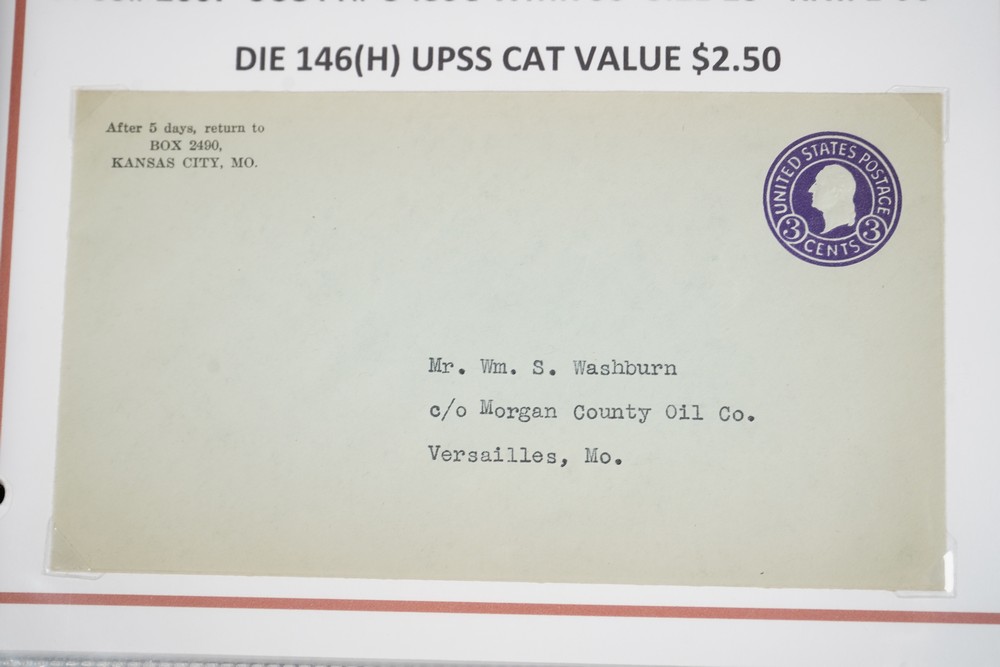 DIE 146(H) UPSS CAT VALUE $2.50
After 5 days, return to
BOX 2490,
KANSAS CITY, MO.
UNITED STATES POSTAGE
3 3
CENTS
Mr. Wm. S. Washburn
c/o Morgan County Oil Co.
Versailles, Mo.